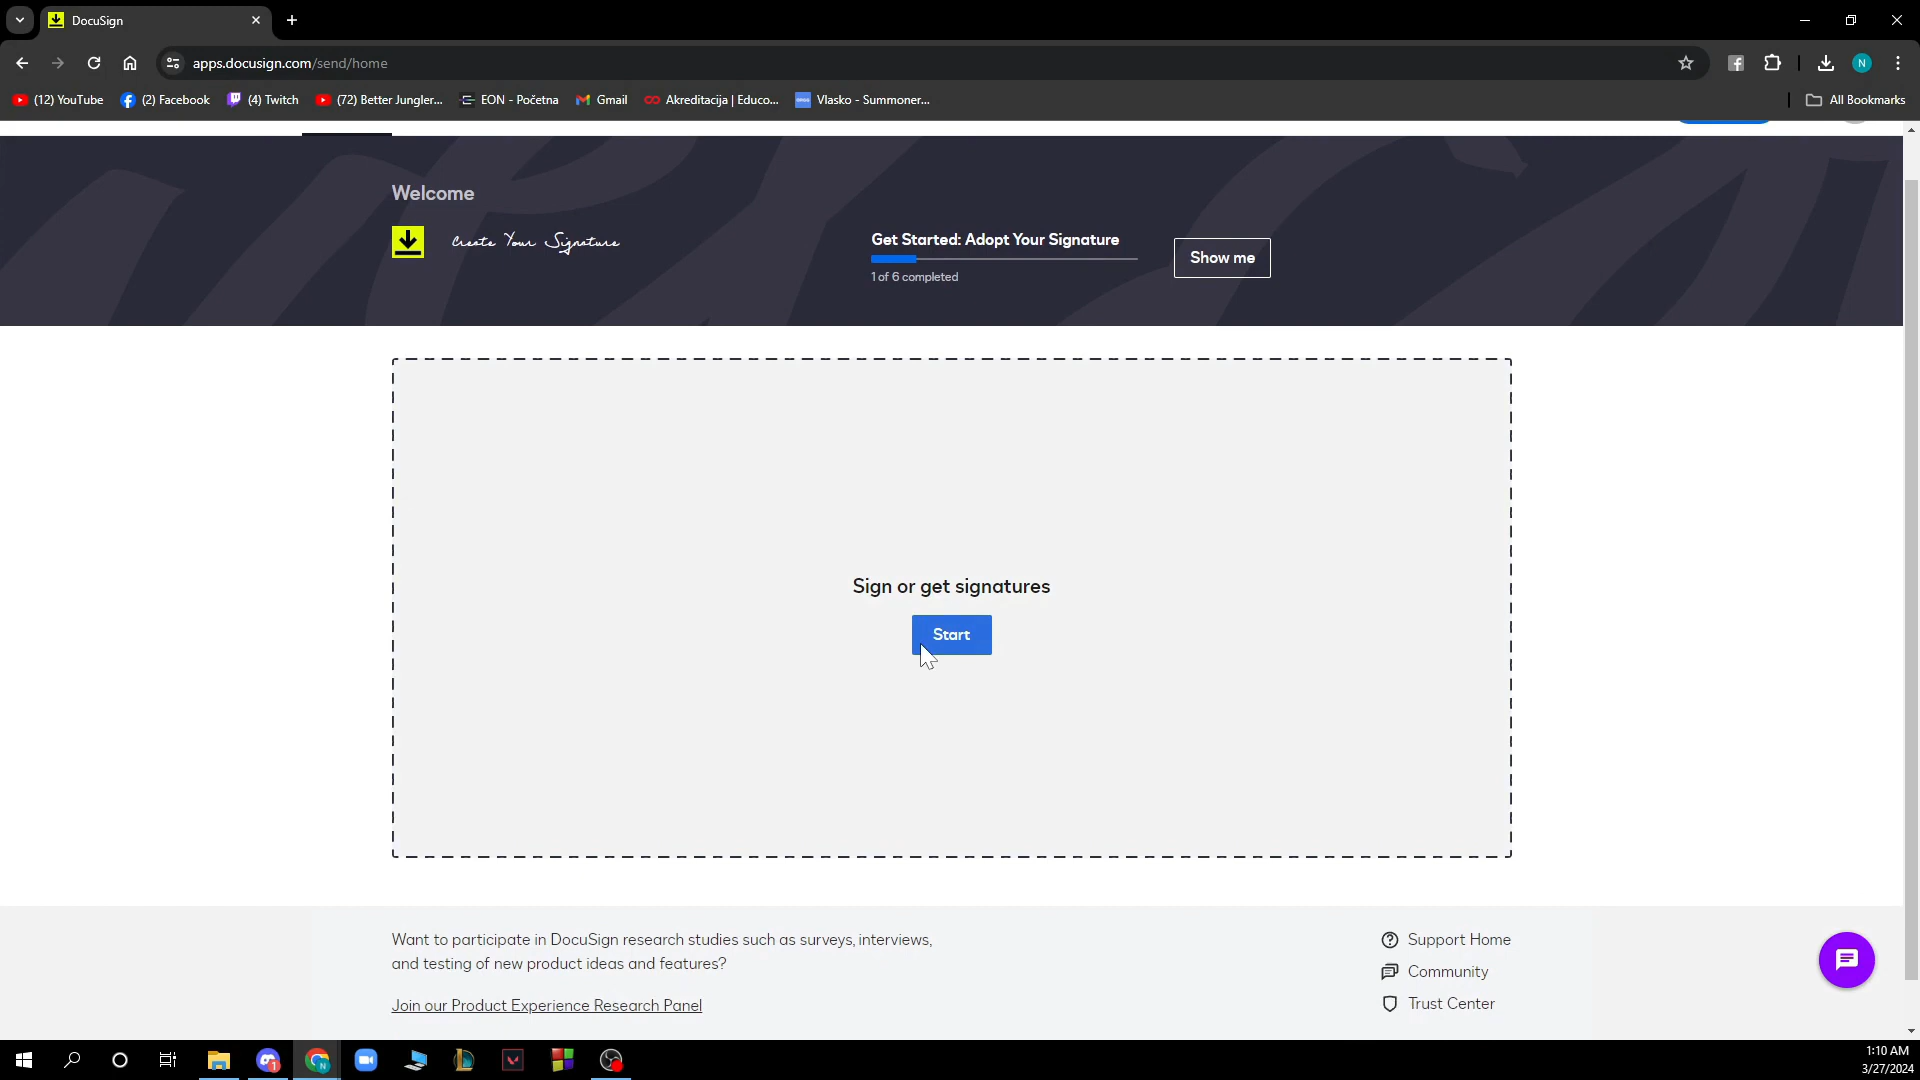 DocuSign
apps.docusign.com/send/home
N
(12) YouTube
(2) Facebook
(4) Twitch
(72) Better Jungler...
EON - Početna
Gmail
Akreditacija | Educo...
Vlasko - Summoner...
All Bookmarks
Welcome
Create Your Signature
Get Started: Adopt Your Signature
1 of 6 completed
Show me
Sign or get signatures
Start
Want to participate in DocuSign research studies such as surveys, interviews,
and testing of new product ideas and features?
Join our Product Experience Research Panel
Support Home
Community
Trust Center
1:10 AM
3/27/2024